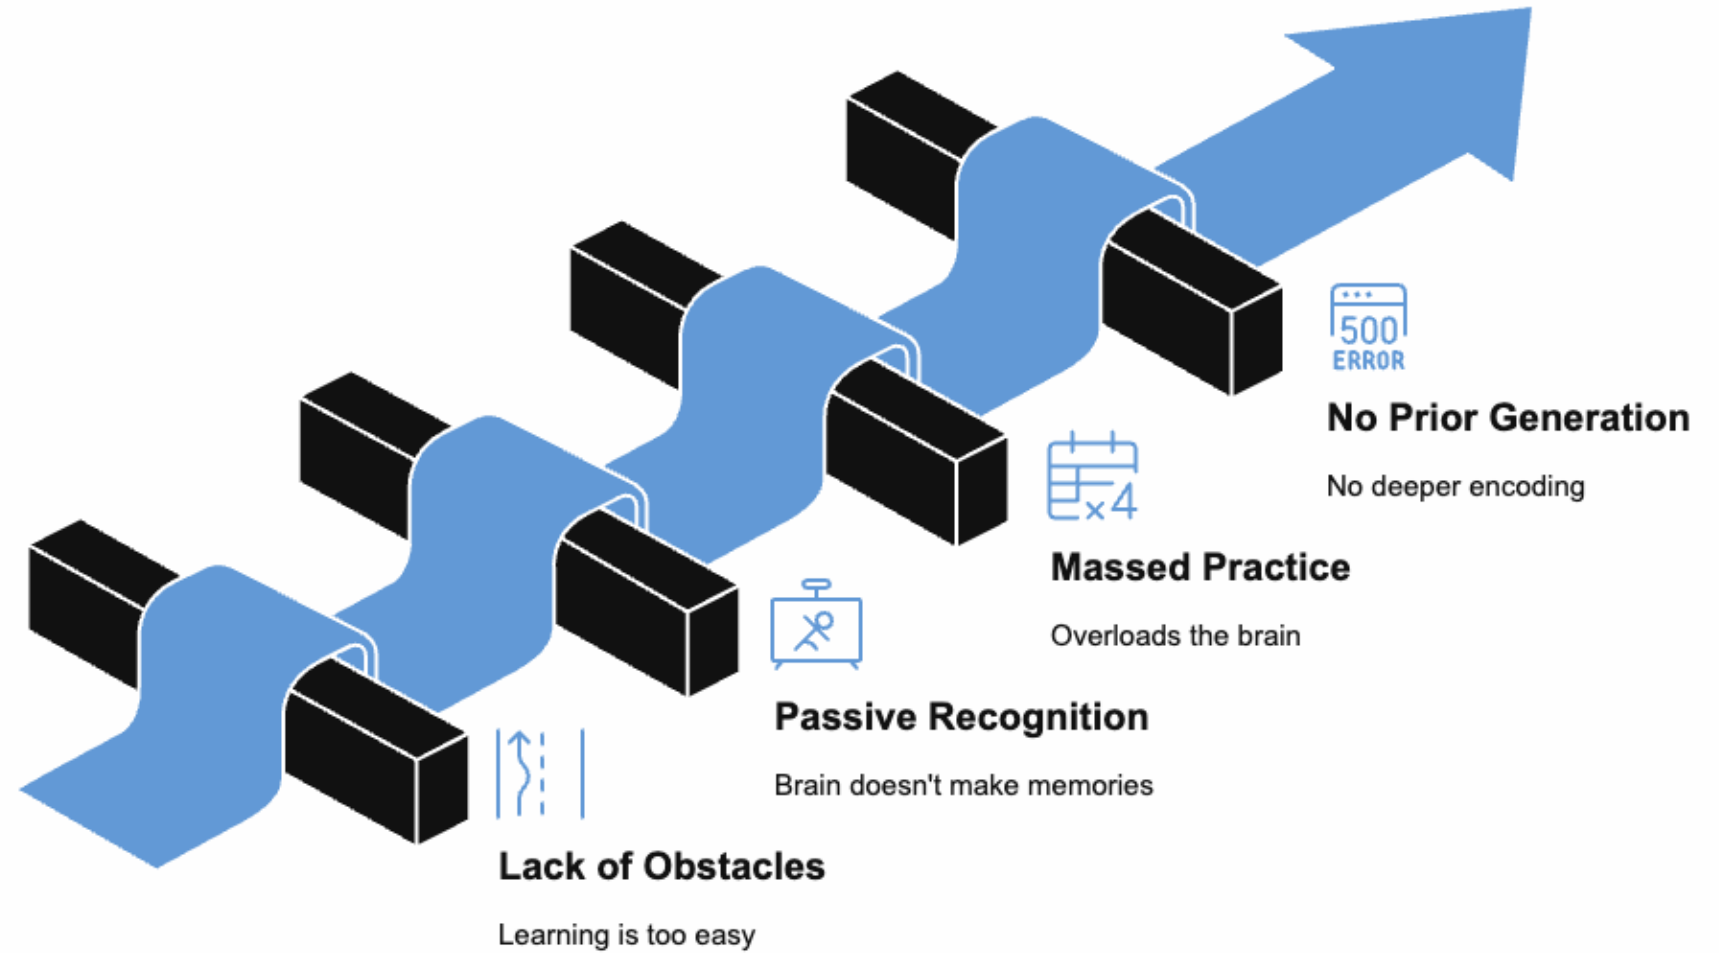 500
ERROR
No Prior Generation
No deeper encoding
×4
Massed Practice
Overloads the brain
Passive Recognition
Brain doesn't make memories
Lack of Obstacles
Learning is too easy